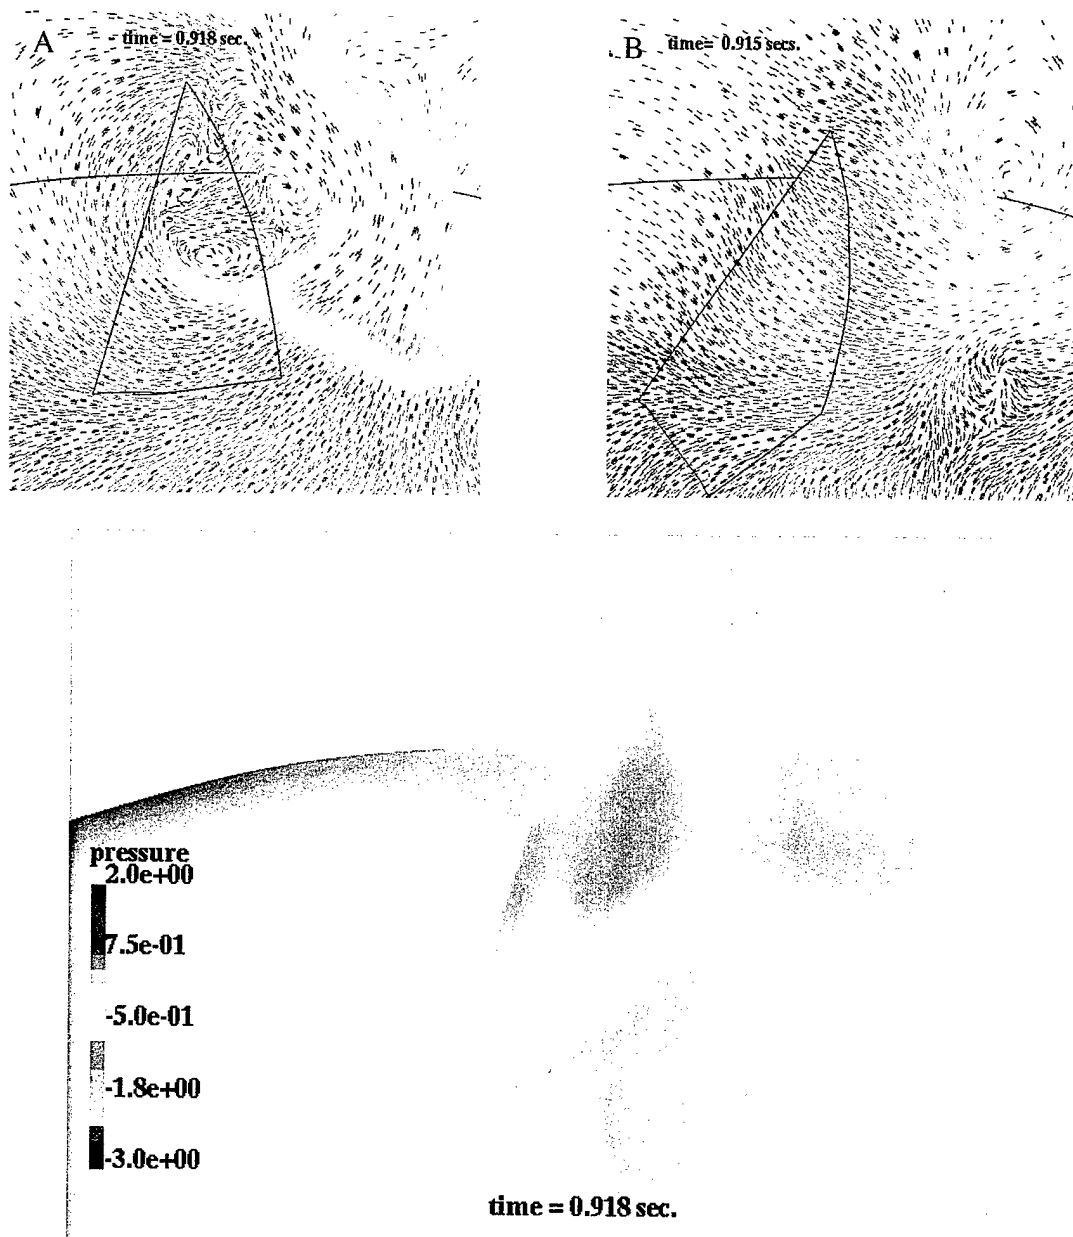 A
time = 0.918 sec.
B
time= 0.915 secs.
pressure
2.0e+00
7.5e-01
-5.0e-01
-1.8e+00
-3.0e+00
time = 0.918 sec.